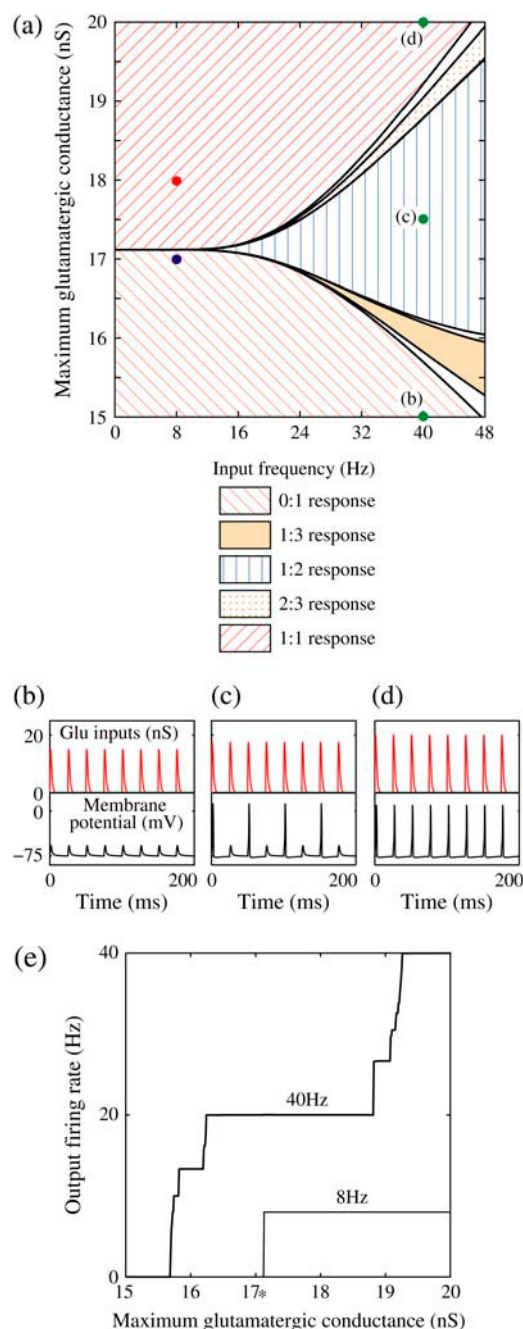 (a)
Maximum glutamatergic conductance (nS)
20
19
18
17
16
15
(d)
(c)
(b)
0 8 16 24 32 40 48
Input frequency (Hz)
0:1 response
1:3 response
1:2 response
2:3 response
1:1 response
(b) (c) (d)
20
Glu inputs (nS)
0
0
Membrane
potential (mV)
−75
0 200 0 200 0 200
Time (ms) Time (ms) Time (ms)
(e)
Output firing rate (Hz)
40
20
0
40Hz
8Hz
15 16 17* 18 19 20
Maximum glutamatergic conductance (nS)